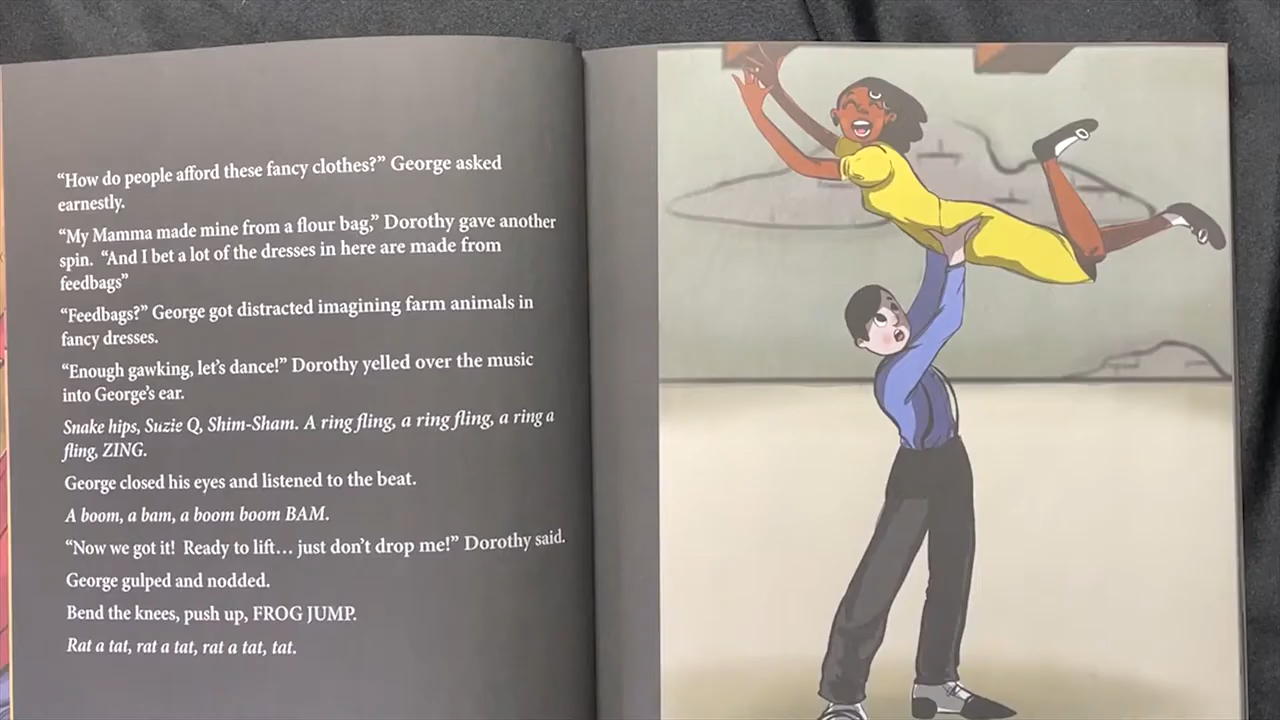 “How do people afford these fancy clothes?” George asked
earnestly.
“My Mamma made mine from a flour bag,” Dorothy gave another
spin. “And I bet a lot of the dresses in here are made from
feedbags”
“Feedbags?” George got distracted imagining farm animals in
fancy dresses.
“Enough gawking, let’s dance!” Dorothy yelled over the music
into George’s ear.
Snake hips, Suzie Q, Shim-Sham. A ring fling, a ring fling, a ring a
fling, ZING.
George closed his eyes and listened to the beat.
A boom, a bam, a boom boom BAM.
“Now we got it! Ready to lift… just don’t drop me!” Dorothy said.
George gulped and nodded.
Bend the knees, push up, FROG JUMP.
Rat a tat, rat a tat, rat a tat, tat.